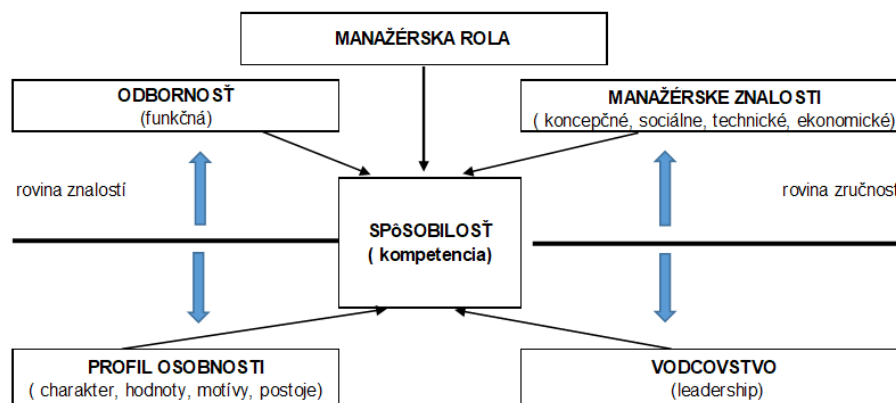 MANAŽÉRSKA ROLA
ODBORNOSŤ
(funkčná)
MANAŽÉRSKE ZNALOSTI
( koncepčné, sociálne, technické, ekonomické)
rovina znalostí
rovina zručnost
SPôSOBILOSŤ
( kompetencia)
PROFIL OSOBNOSTI
( charakter, hodnoty, motívy, postoje)
VODCOVSTVO
(leadership)